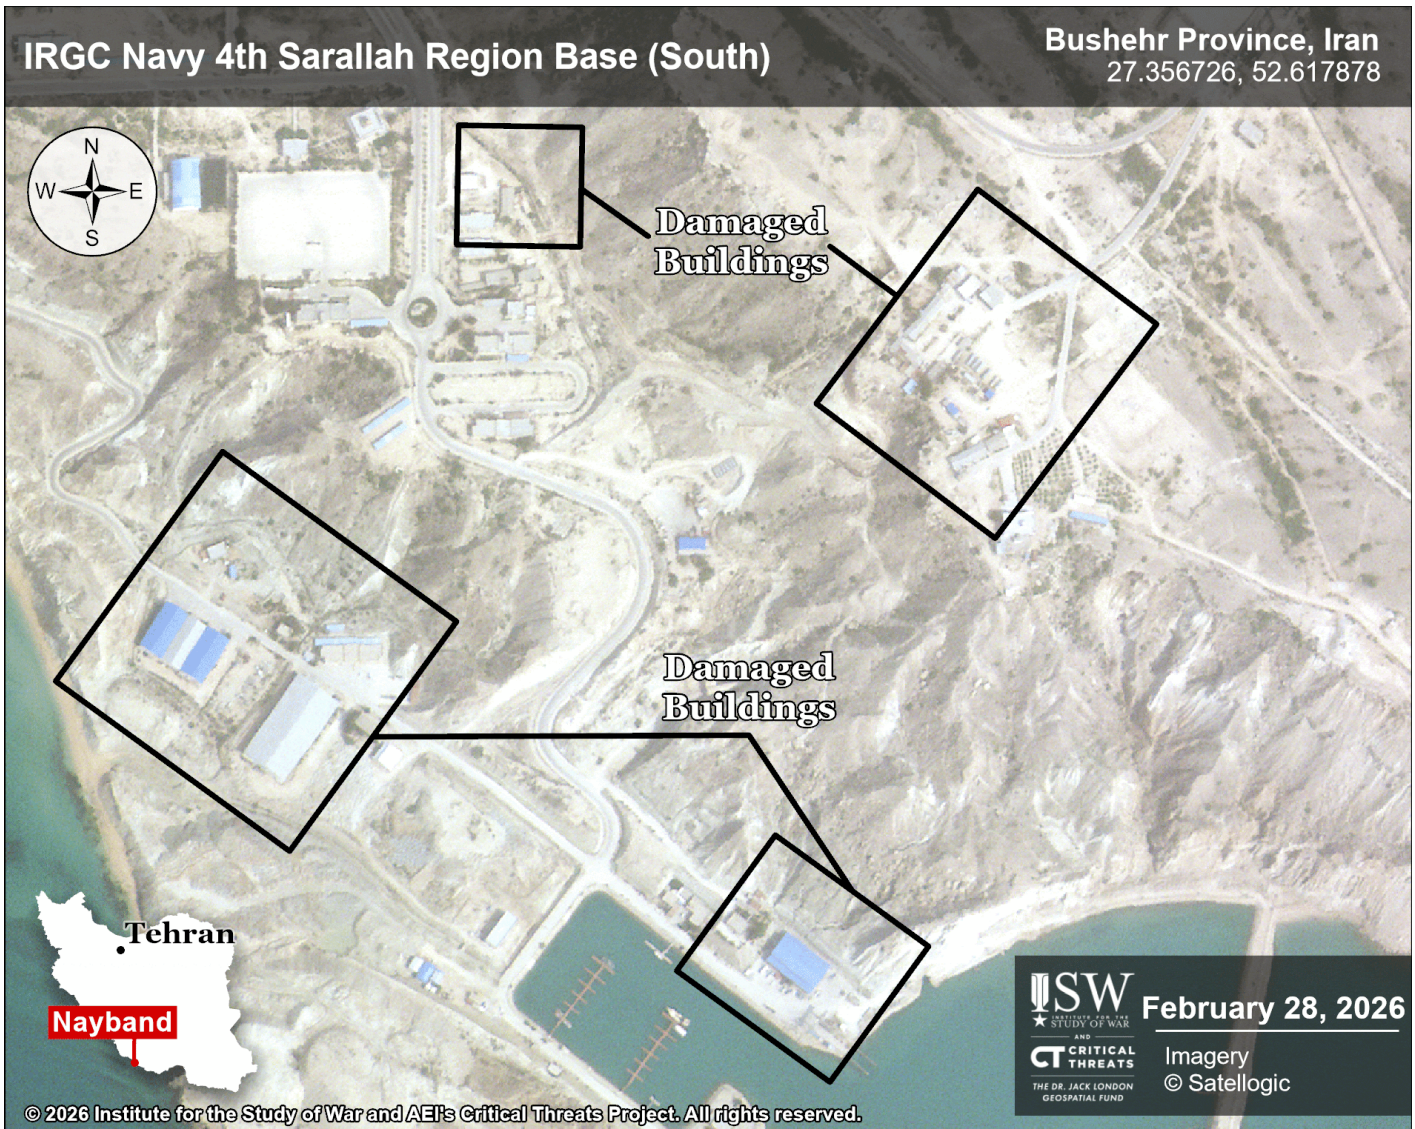 IRGC Navy 4th Sarallah Region Base (South)
Bushehr Province, Iran
27.356726, 52.617878
N
W E
S
Damaged
Buildings
Damaged
Buildings
Tehran
Nayband
ISW
INSTITUTE FOR THE
STUDY OF WAR
AND
CT CRITICAL
THREATS
THE DR. JACK LONDON
GEOSPATIAL FUND
February 28, 2026
Imagery
© Satellogic
© 2026 Institute for the Study of War and AEI's Critical Threats Project. All rights reserved.